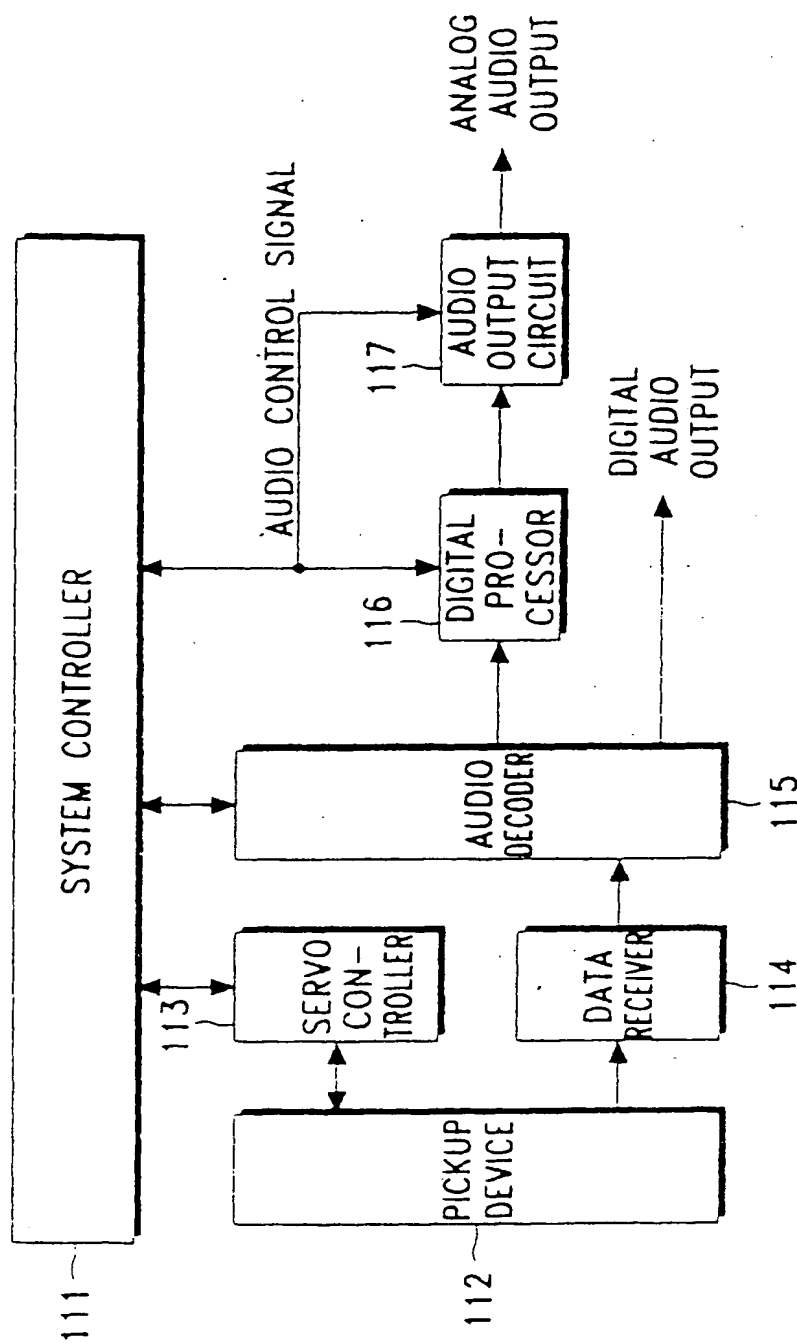 111
SYSTEM CONTROLLER
AUDIO CONTROL SIGNAL
112
PICKUP
DEVICE
113
SERVO
CON-
TROLLER
DATA
RECEIVER
114
AUDIO
DECODER
115
116
DIGITAL
PRO-
CESSOR
117
AUDIO
OUTPUT
CIRCUIT
ANALOG
AUDIO
OUTPUT
DIGITAL
AUDIO
OUTPUT